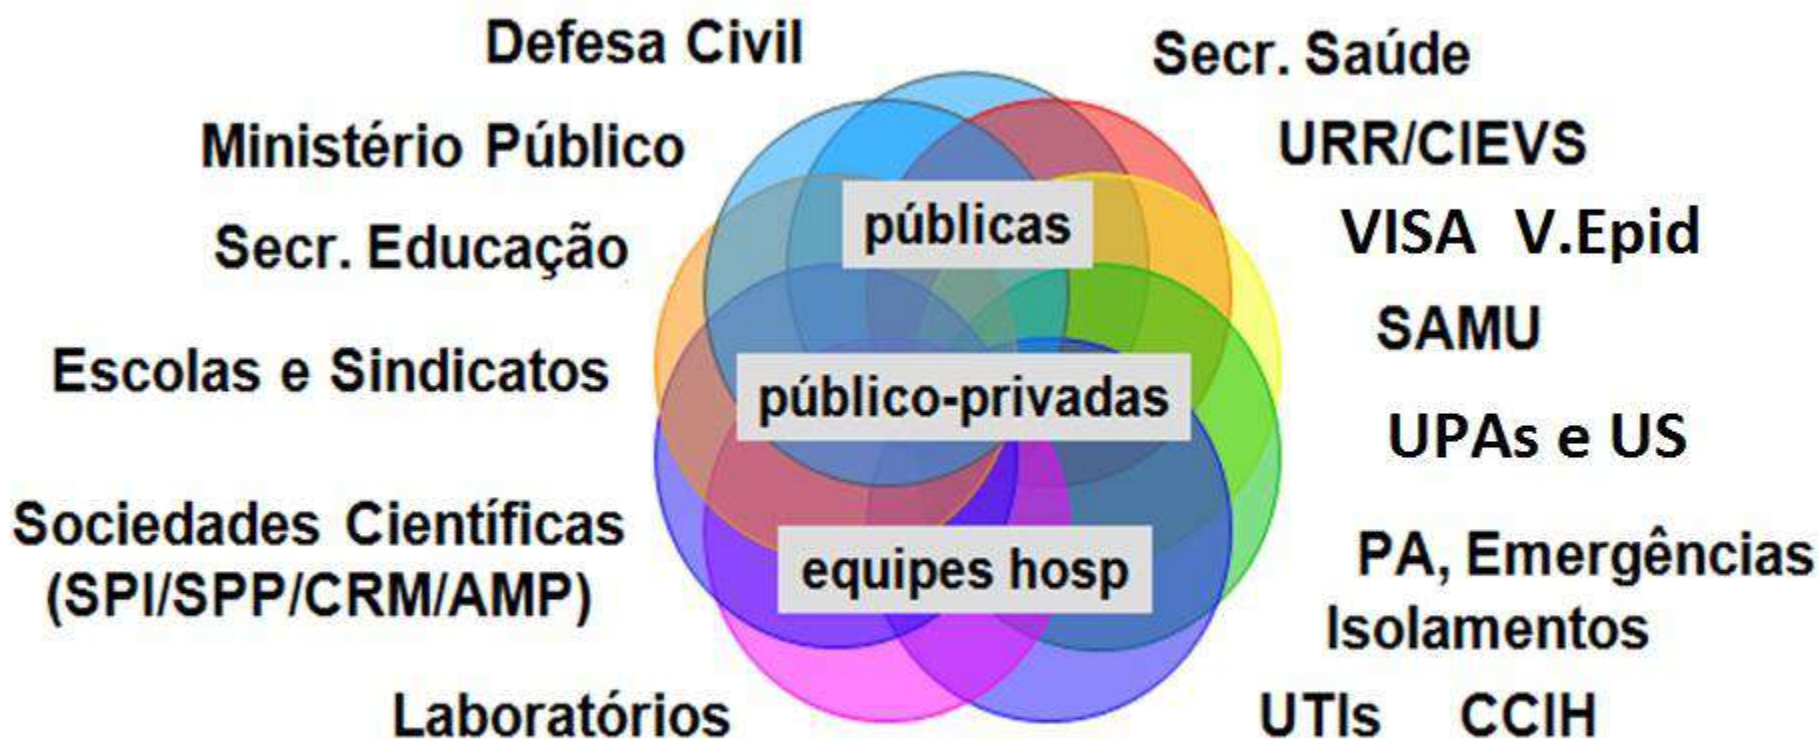 Defesa Civil
Secr. Saúde
Ministério Público
URR/CIEVS
públicas
VISA V.Epid
Secr. Educação
SAMU
Escolas e Sindicatos
público-privadas
UPAs e US
Sociedades Científicas
(SPI/SPP/CRM/AMP)
equipes hosp
PA, Emergências
Isolamentos
Laboratórios
UTIs CCIH